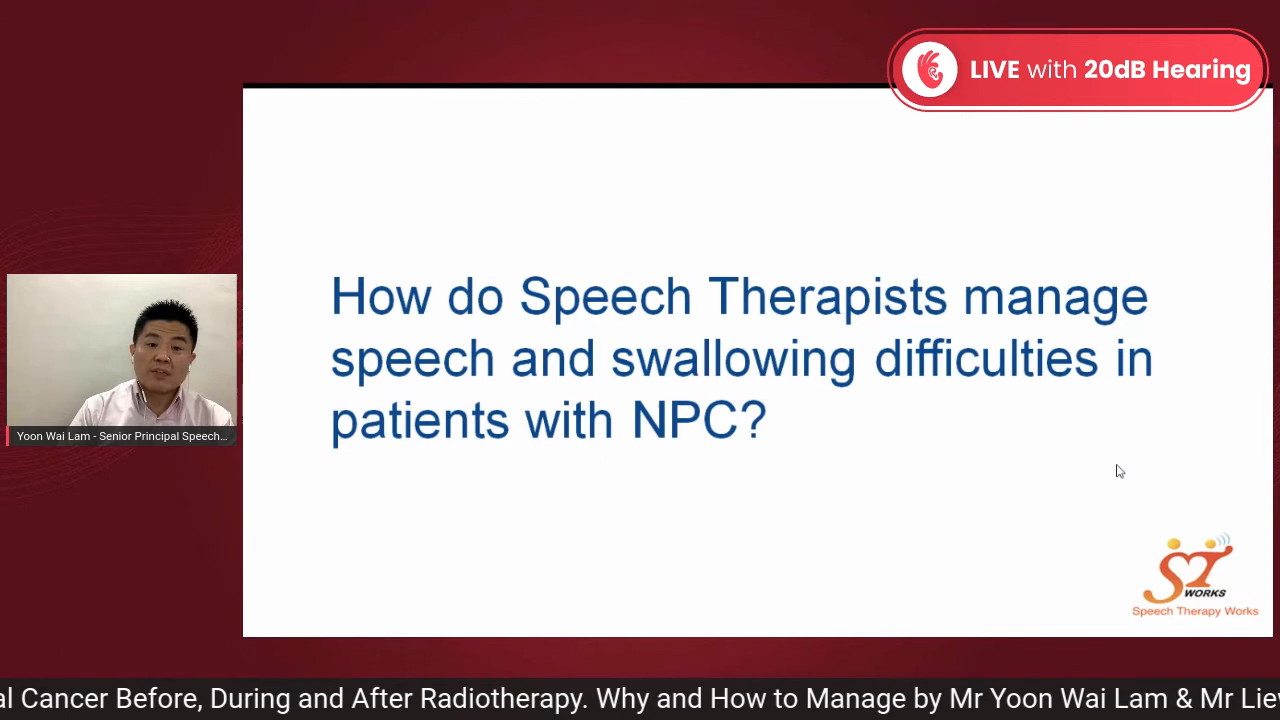 LIVE with 20dB Hearing
How do Speech Therapists manage
speech and swallowing difficulties in
patients with NPC?
Yoon Wai Lam - Senior Principal Speech...
ST
WORKS
Speech Therapy Works
al Cancer Before, During and After Radiotherapy. Why and How to Manage by Mr Yoon Wai Lam & Mr Lie